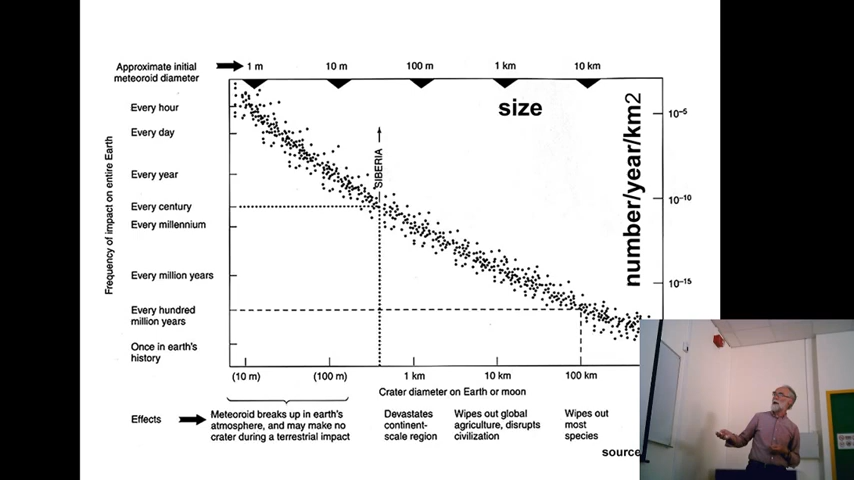 Approximate initial
meteoroid diameter
1 m
10 m
100 m
1 km
10 km
size
Frequency of impact on entire Earth
Every hour
Every day
Every year
Every century
Every millennium
Every million years
Every hundred
million years
Once in earth's
history
SIBERIA
number/year/km2
10⁻⁵
10⁻¹⁰
10⁻¹⁵
(10 m)
(100 m)
1 km
10 km
100 km
Crater diameter on Earth or moon
Effects
Meteoroid breaks up in earth's
atmosphere, and may make no
crater during a terrestrial impact
Devastates
continent-
scale region
Wipes out global
agriculture, disrupts
civilization
Wipes out
most
species
source